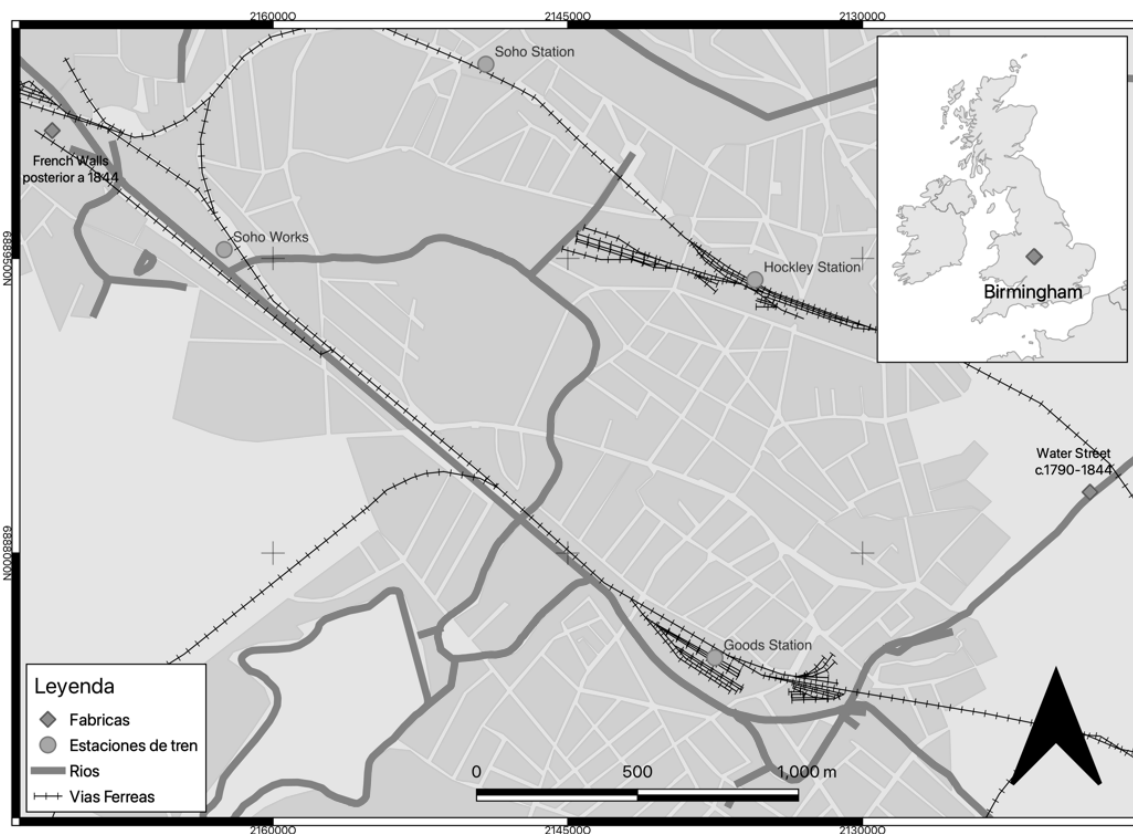 2160000
2145000
2130000
Soho Station
French Walls
posterior a 1844
Soho Works
Hockley Station
Birmingham
N0056889
Water Street
c.1790-1844
N0008889
Goods Station
Leyenda
Fabricas
Estaciones de tren
Rios
Vias Ferreas
0
500
1,000 m
2160000
2145000
2130000